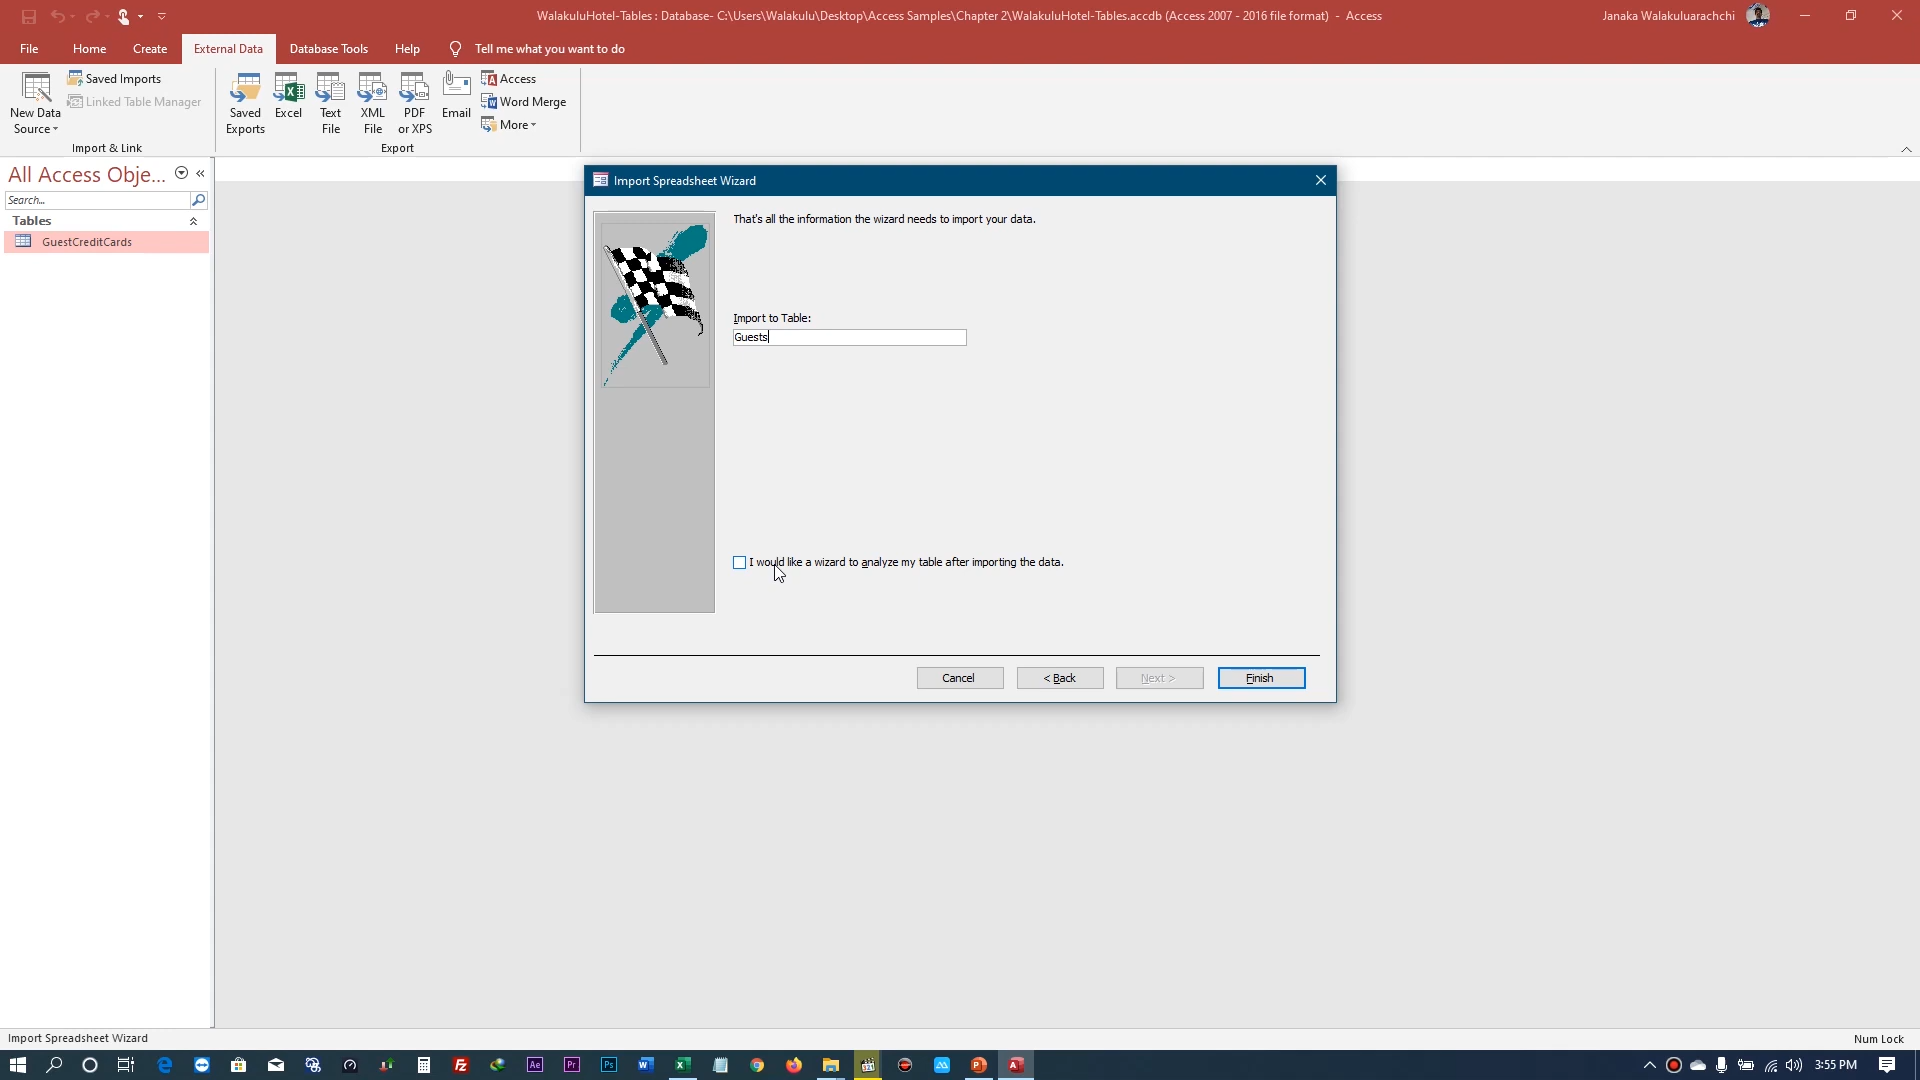 WalakuluHotel-Tables : Database- C:\Users\Walakulu\Desktop\Access Samples\Chapter 2\WalakuluHotel-Tables.accdb (Access 2007 - 2016 file format)  -  Access
Janaka Walakuluarachchi
File
Home
Create
External Data
Database Tools
Help
Tell me what you want to do
New Data Source
Saved Imports
Linked Table Manager
Import & Link
Saved Exports
Excel
Text File
XML File
PDF or XPS
Email
Access
Word Merge
More
Export
All Access Obje...
Search...
Tables
GuestCreditCards
Import Spreadsheet Wizard
That's all the information the wizard needs to import your data.
Import to Table:
Guests
I would like a wizard to analyze my table after importing the data.
Cancel
< Back
Next >
Finish
Import Spreadsheet Wizard
Num Lock
Ae
Pr
Ps
3:55 PM